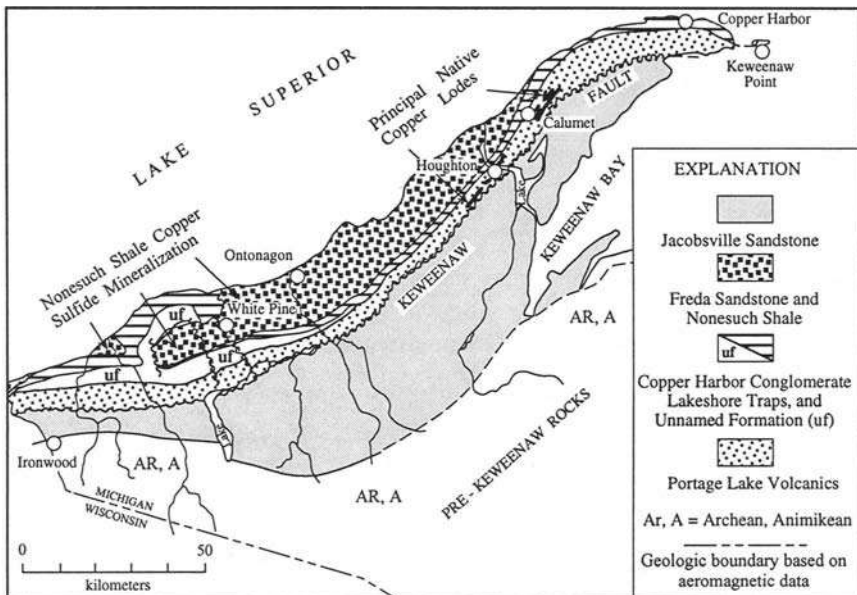 Copper Harbor
Keweenaw
Point
LAKE SUPERIOR
Principal Native
Copper Lodes
FAULT
Calumet
Houghton
Lake
KEWEENAW BAY
Nonesuch Shale Copper
Sulfide Mineralization
Ontonagon
White Pine
KEWEENAW
uf
uf
uf
AR, A
Lake
Ironwood
AR, A
AR, A
PRE - KEWEENAW ROCKS
MICHIGAN
WISCONSIN
0
50
kilometers
EXPLANATION
Jacobsville Sandstone
Freda Sandstone and
Nonesuch Shale
uf
Copper Harbor Conglomerate
Lakeshore Traps, and
Unnamed Formation (uf)
Portage Lake Volcanics
Ar, A = Archean, Animikean
Geologic boundary based on
aeromagnetic data